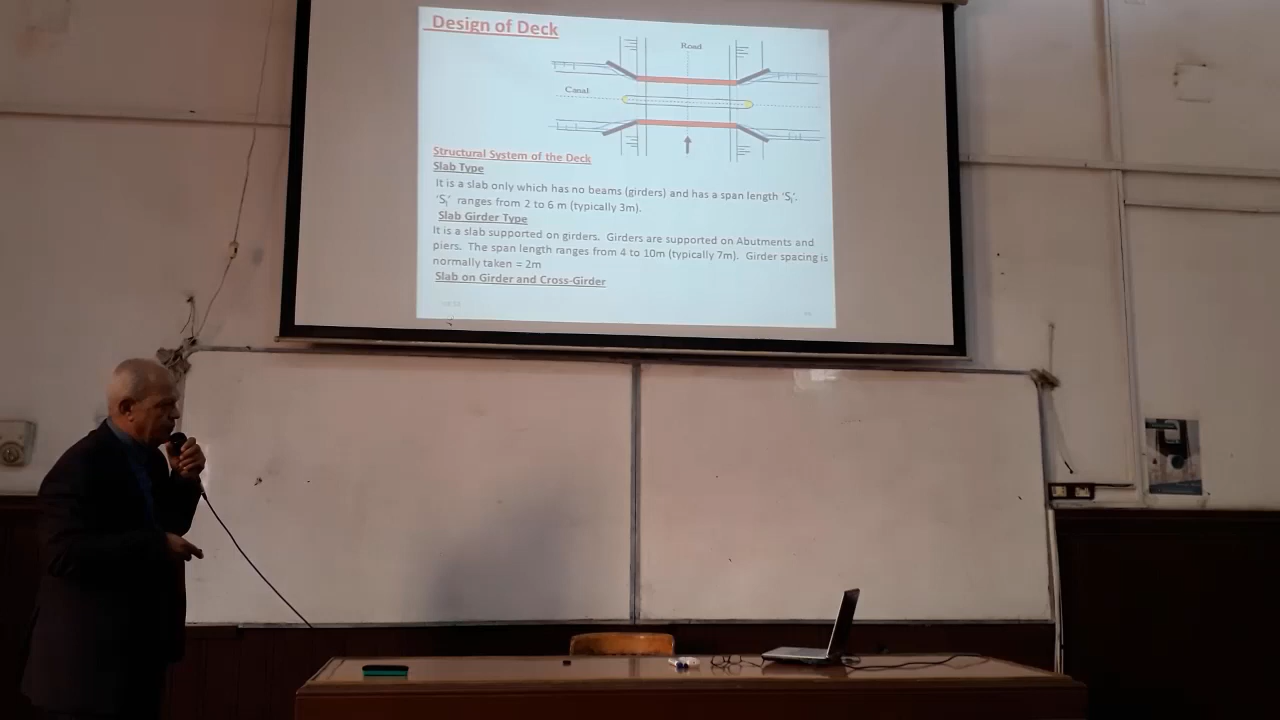 Design of Deck
Road
Canal
Structural System of the Deck
Slab Type
It is a slab only which has no beams (girders) and has a span length ‘Sᵢ’.
‘Sᵢ’ ranges from 2 to 6 m (typically 3m).
Slab Girder Type
It is a slab supported on girders. Girders are supported on Abutments and
piers. The span length ranges from 4 to 10m (typically 7m). Girder spacing is
normally taken = 2m
Slab on Girder and Cross-Girder